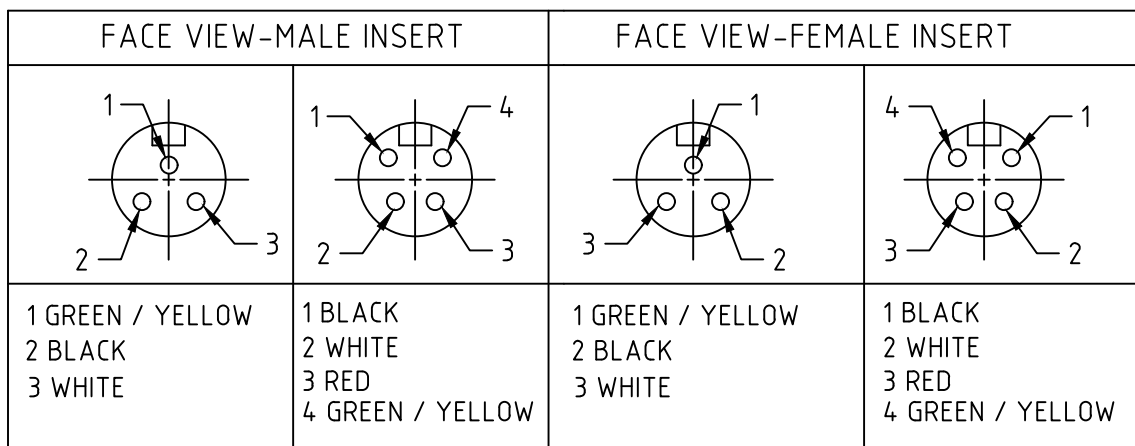 FACE VIEW-MALE INSERT
FACE VIEW-FEMALE INSERT
1
2
3
1
4
2
3
1
3
2
4
1
3
2
1 GREEN / YELLOW
2 BLACK
3 WHITE
1 BLACK
2 WHITE
3 RED
4 GREEN / YELLOW
1 GREEN / YELLOW
2 BLACK
3 WHITE
1 BLACK
2 WHITE
3 RED
4 GREEN / YELLOW